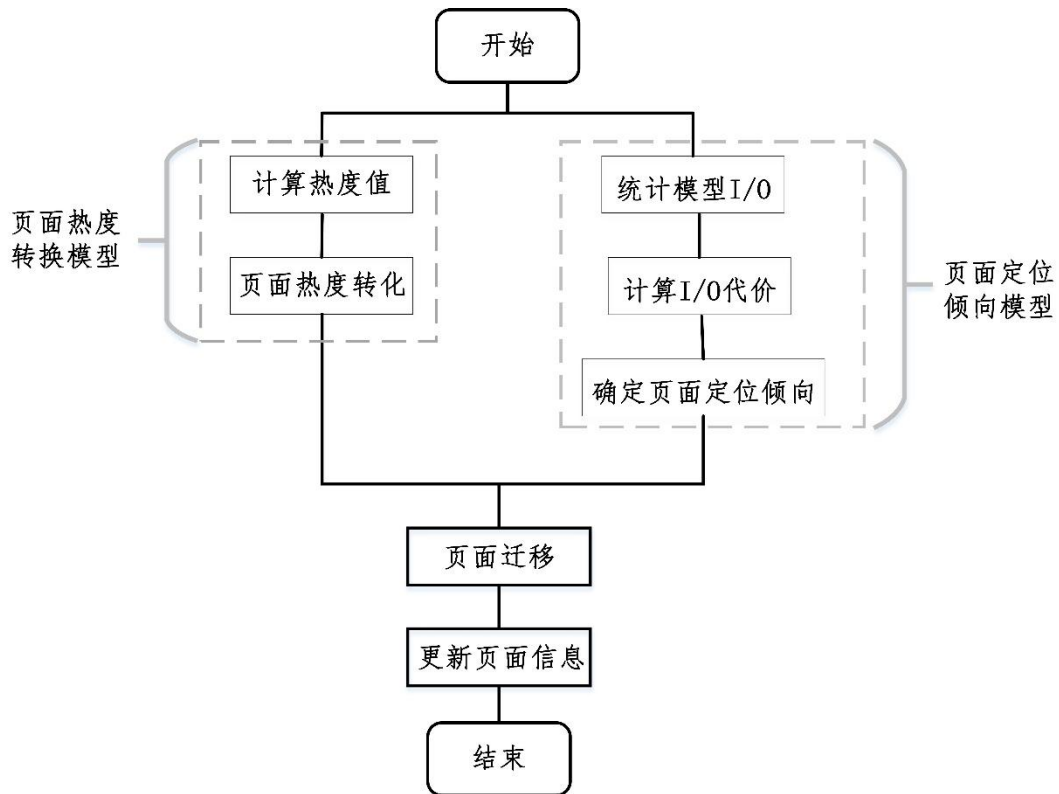 开始
计算热度值
统计模型I/O
页面热度
转换模型
页面热度转化
计算I/O代价
页面定位
倾向模型
确定页面定位倾向
页面迁移
更新页面信息
结束